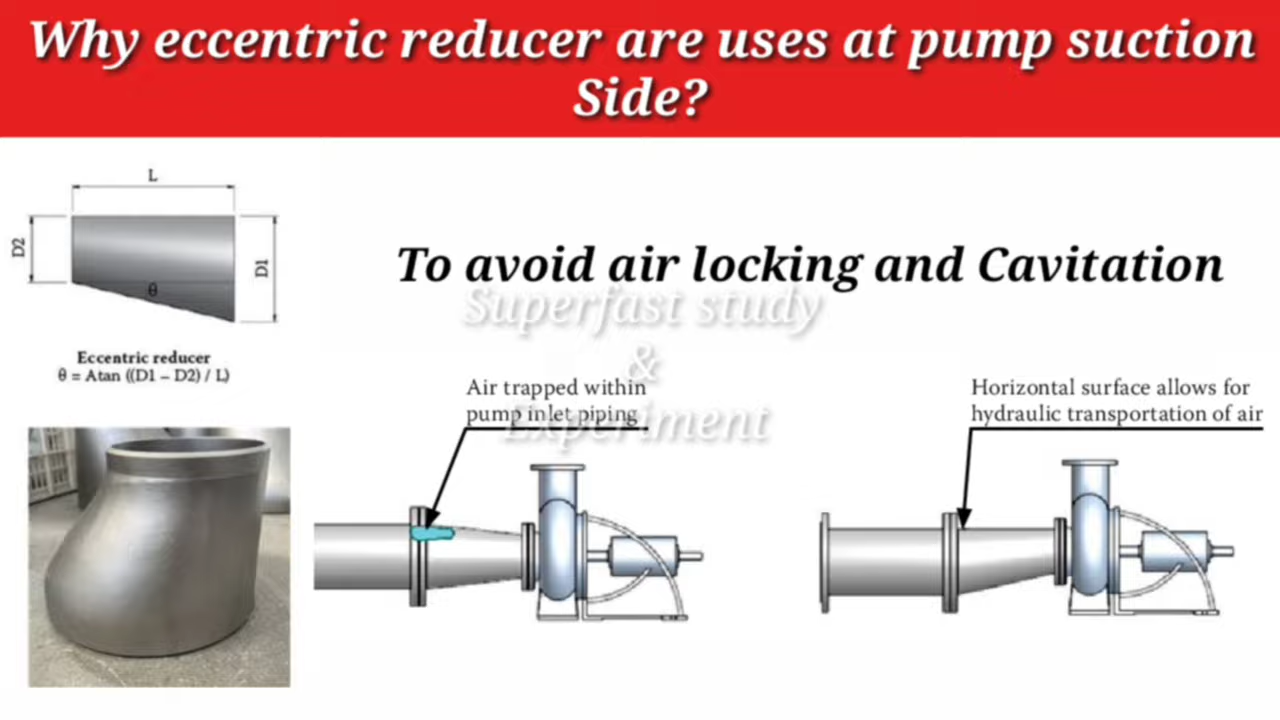 Why eccentric reducer are uses at pump suction
Side?
L
D2
D1
θ
Eccentric reducer
θ = Atan ((D1 – D2) / L)
To avoid air locking and Cavitation
Superfast study
&
Experiment
Air trapped within
pump inlet piping
Horizontal surface allows for
hydraulic transportation of air